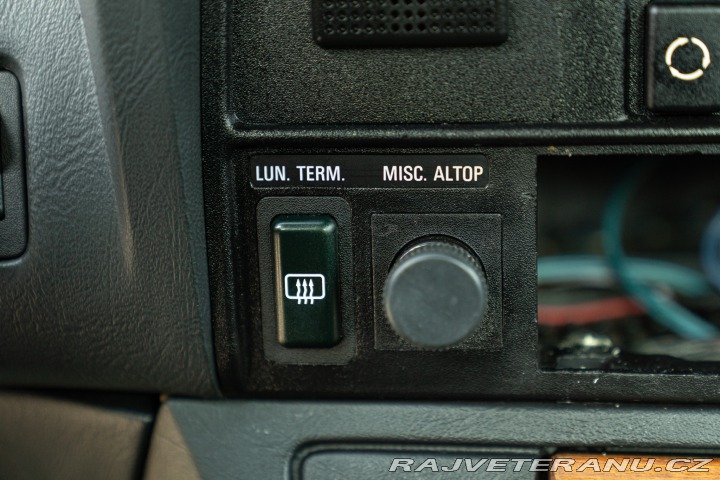 LUN. TERM. MISC. ALTOP
RAJVETERANU.CZ